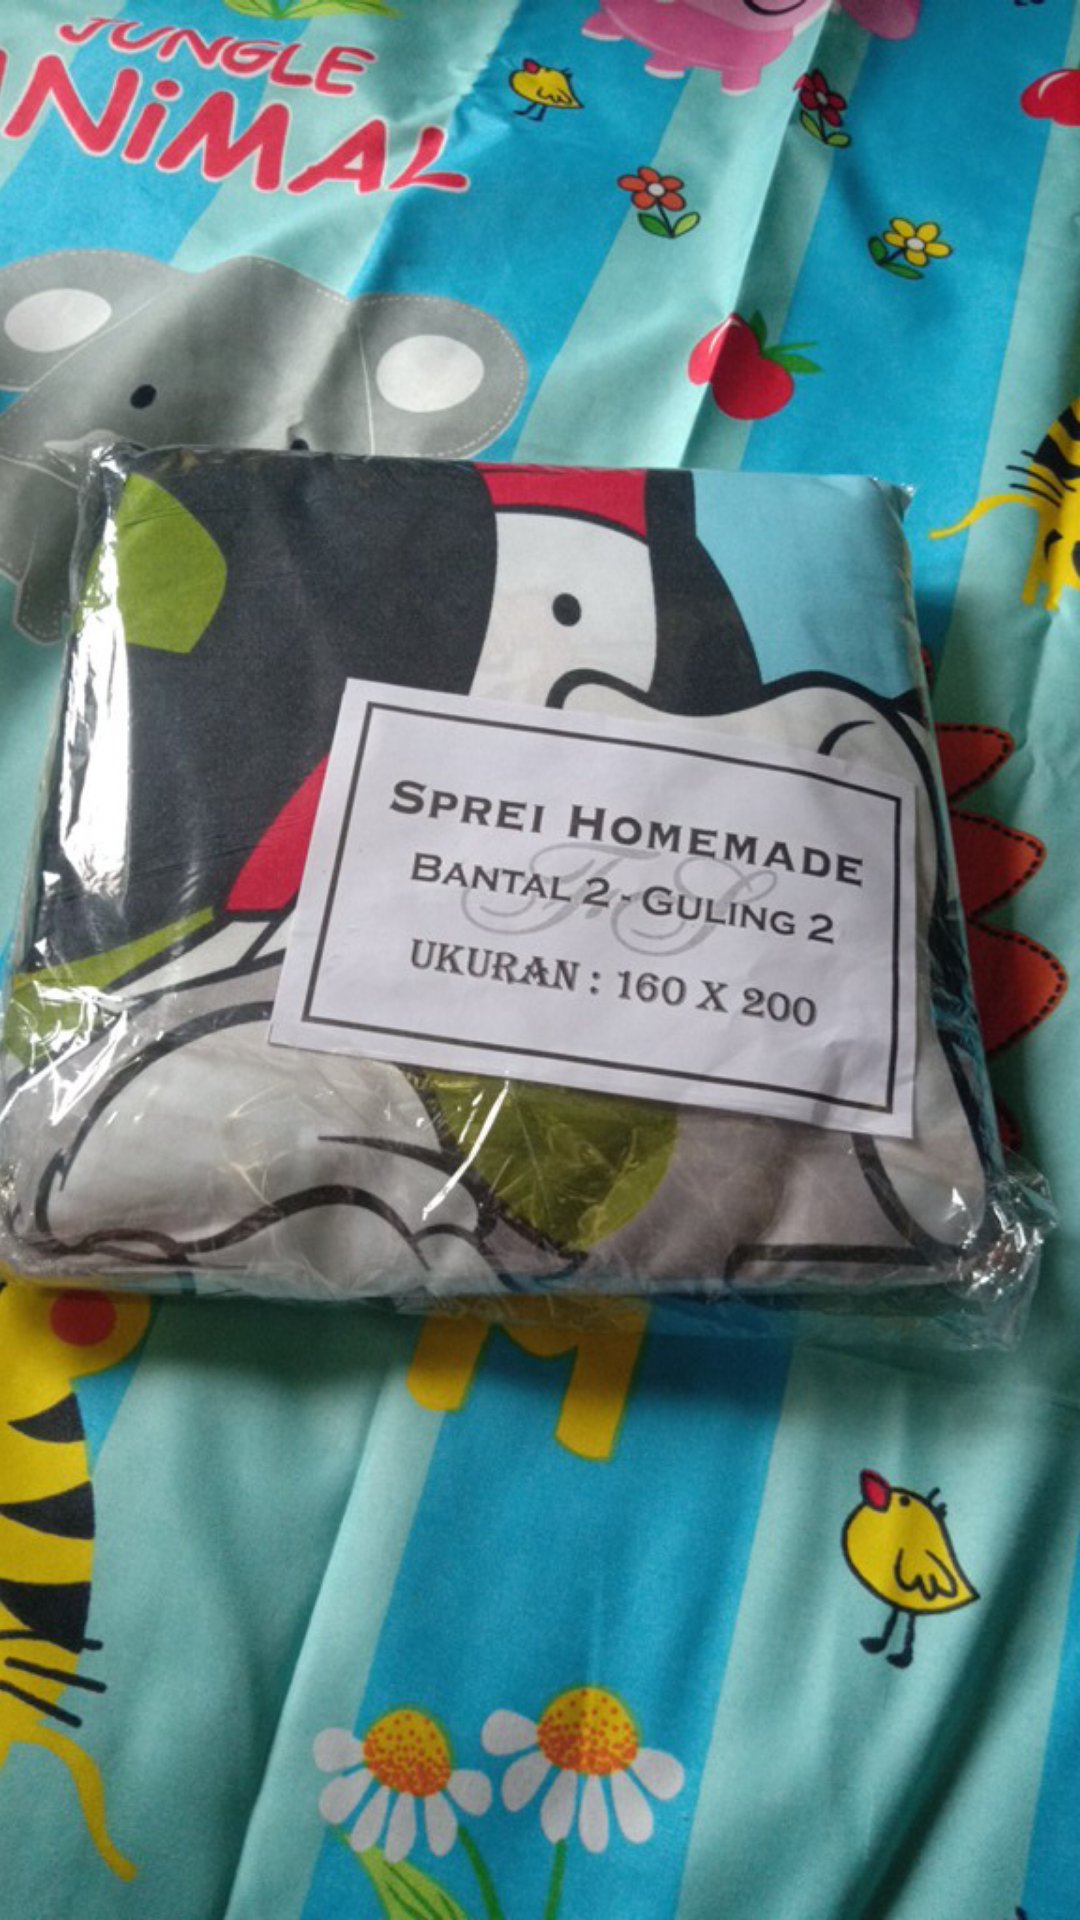 JUNGLE
ANiMAL
SPREI HOMEMADE
BANTAL 2 - GULING 2
UKURAN : 160 X 200